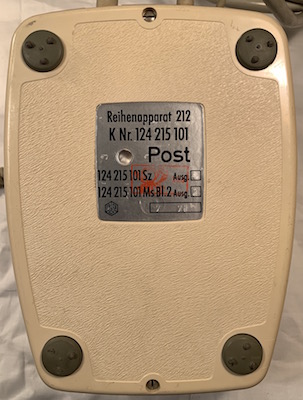 Reihenapparat 212
K Nr. 124 215 101
Post
124 215 101 Sz Ausg.
124 215 101 Ms Bl.2 Ausg.